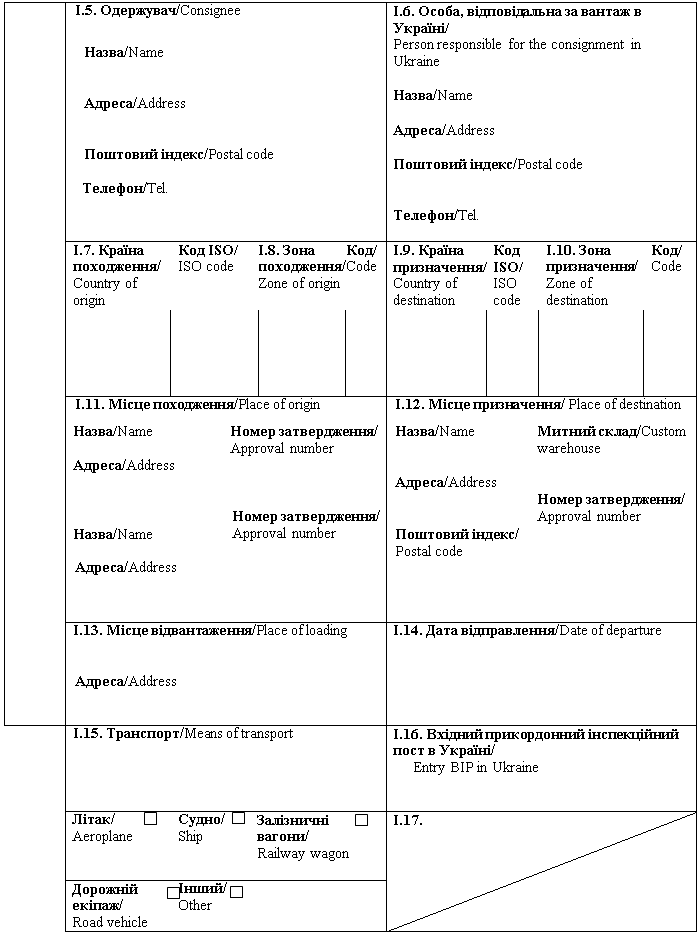 I.5. Одержувач/Consignee
Назва/Name
Адреса/Address
Поштовий індекс/Postal code
Телефон/Tel.
I.6. Особа, відповідальна за вантаж в
Україні/
Person responsible for the consignment in
Ukraine
Назва/Name
Адреса/Address
Поштовий індекс/Postal code
Телефон/Tel.
I.7. Країна
походження/
Country of
origin
Код ISO/
ISO code
I.8. Зона
походження/
Zone of origin
Код/
Code
I.9. Країна
призначення/
Country of
destination
Код
ISO/
ISO
code
I.10. Зона
призначення/
Zone of
destination
Код/
Code
I.11. Місце походження/Place of origin
Назва/Name
Номер затвердження/
Approval number
Адреса/Address
Номер затвердження/
Назва/Name
Approval number
Адреса/Address
I.12. Місце призначення/ Place of destination
Назва/Name
Митний склад/Custom
warehouse
Адреса/Address
Номер затвердження/
Approval number
Поштовий індекс/
Postal code
I.13. Місце відвантаження/Place of loading
Адреса/Address
I.14. Дата відправлення/Date of departure
I.15. Транспорт/Means of transport
I.16. Вхідний прикордонний інспекційний
пост в Україні/
Entry BIP in Ukraine
Літак/
Aeroplane
Судно/
Ship
Залізничні
вагони/
Railway wagon
I.17.
Дорожній
екіпаж/
Road vehicle
Інший/
Other